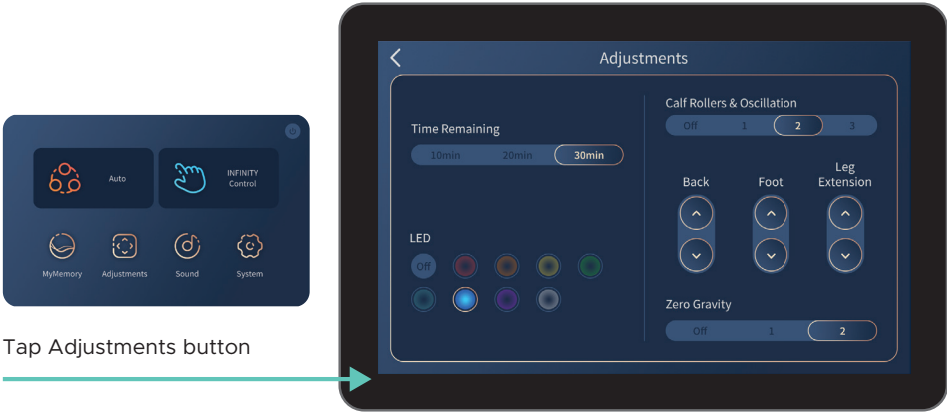 Auto
INFINITY
Control
MyMemory
Adjustments
Sound
System
Tap Adjustments button
Adjustments
Time Remaining
10min 20min 30min
LED
Off
Calf Rollers & Oscillation
Off 1 2 3
Back
Foot
Leg
Extension
Zero Gravity
Off 1 2